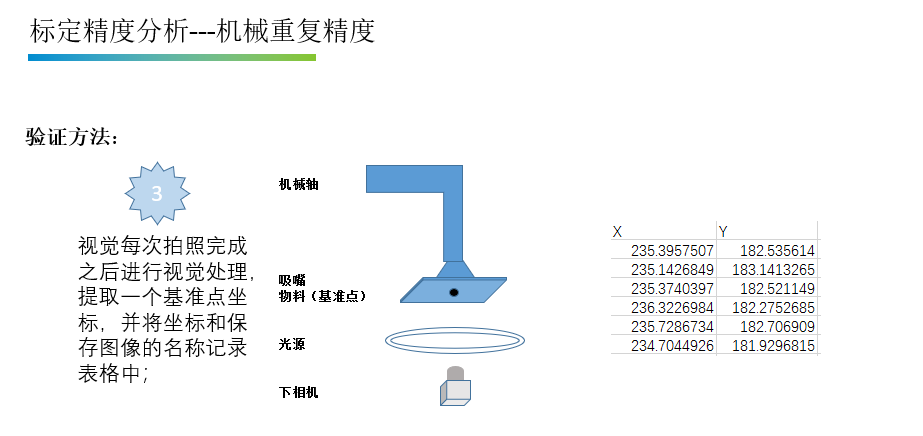 标定精度分析---机械重复精度
验证方法:
3
视觉每次拍照完成
之后进行视觉处理,
提取一个基准点坐
标,并将坐标和保
存图像的名称记录
表格中;
机械轴
吸嘴
物料(基准点)
光源
下相机
X Y
235.3957507 182.535614
235.1426849 183.1413265
235.3740397 182.521149
236.3226984 182.2752685
235.7286734 182.706909
234.7044926 181.9296815